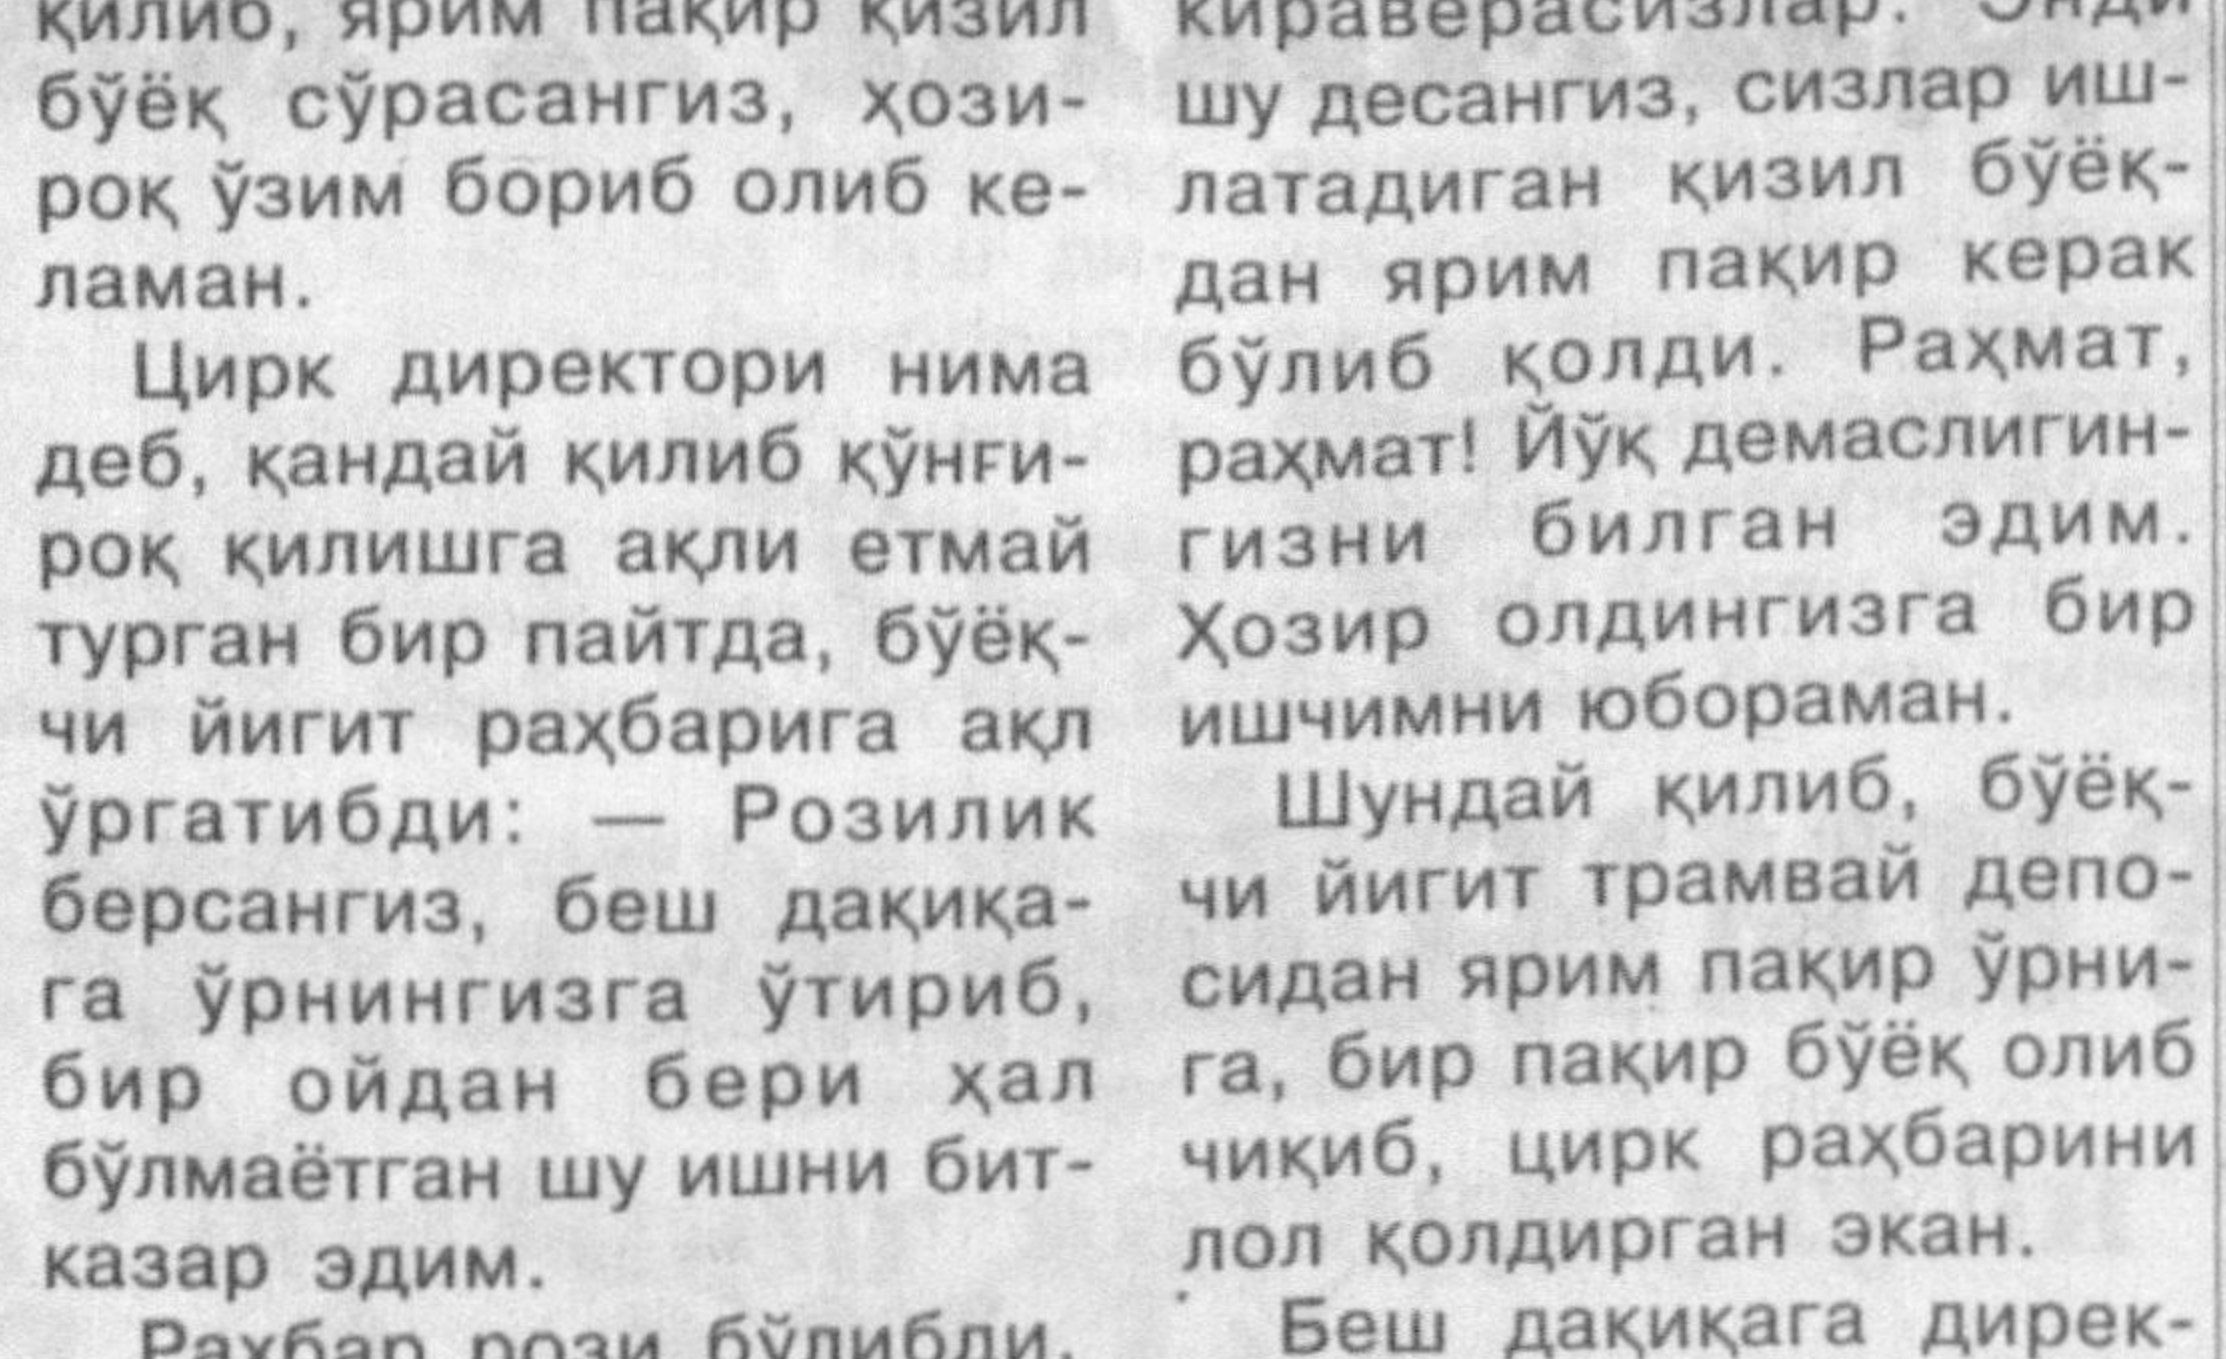 қилиб, ярим пақир қизил
бўёқ сўрасангиз, ҳози-
роқ ўзим бориб олиб ке-
ламан.
Цирк директори нима
деб, қандай қилиб қўнғи-
роқ қилишга ақли етмай
турган бир пайтда, бўёқ-
чи йигит раҳбарига ақл
ўргатибди: — Розилик
берсангиз, беш дақиқа-
га ўрнингизга ўтириб,
бир ойдан бери ҳал
бўлмаётган шу ишни бит-
казар эдим.
Раҳбар рози бўлибди.
кираверасизлар. Энди
шу десангиз, сизлар иш-
латадиган қизил бўёқ-
дан ярим пақир керак
бўлиб қолди. Раҳмат,
раҳмат! Йўқ демаслигин-
гизни билган эдим.
Ҳозир олдингизга бир
ишчимни юбораман.
Шундай қилиб, бўёқ-
чи йигит трамвай депо-
сидан ярим пақир ўрни-
га, бир пақир бўёқ олиб
чиқиб, цирк раҳбарини
лол қолдирган экан.
Беш дақиқага дирек-